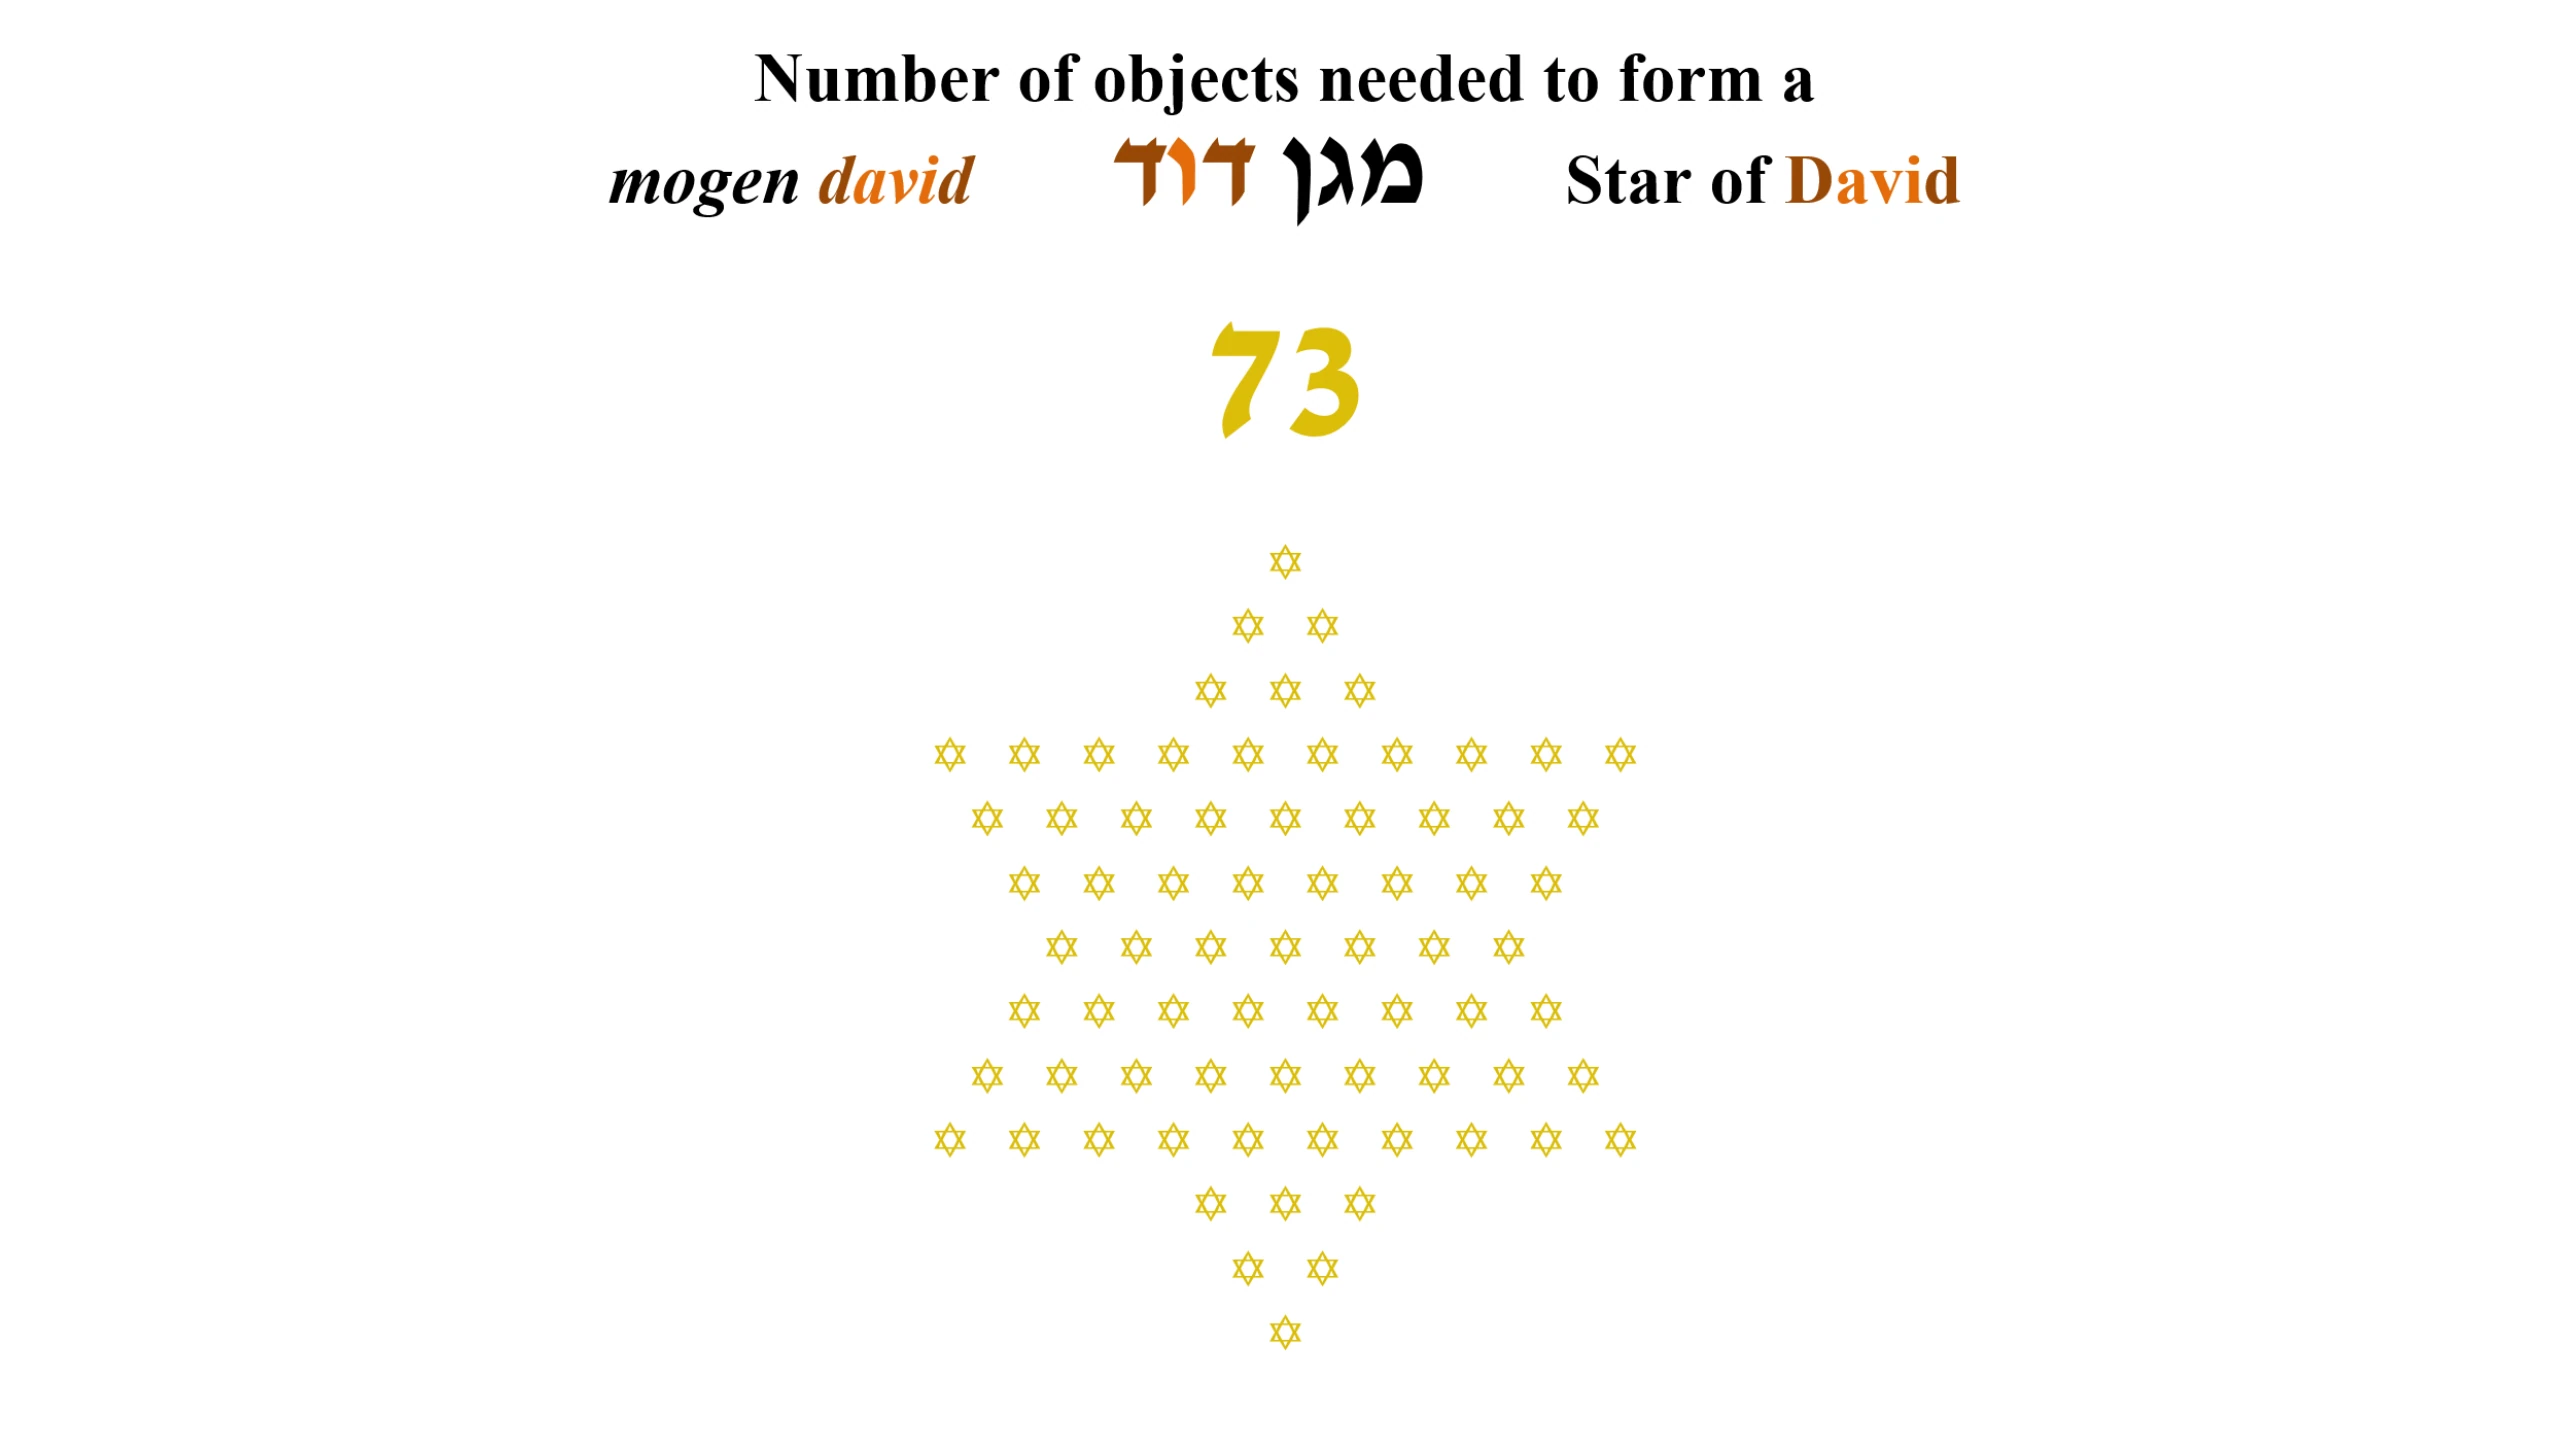 Number of objects needed to form a
mogen david מגן דוד Star of David
73